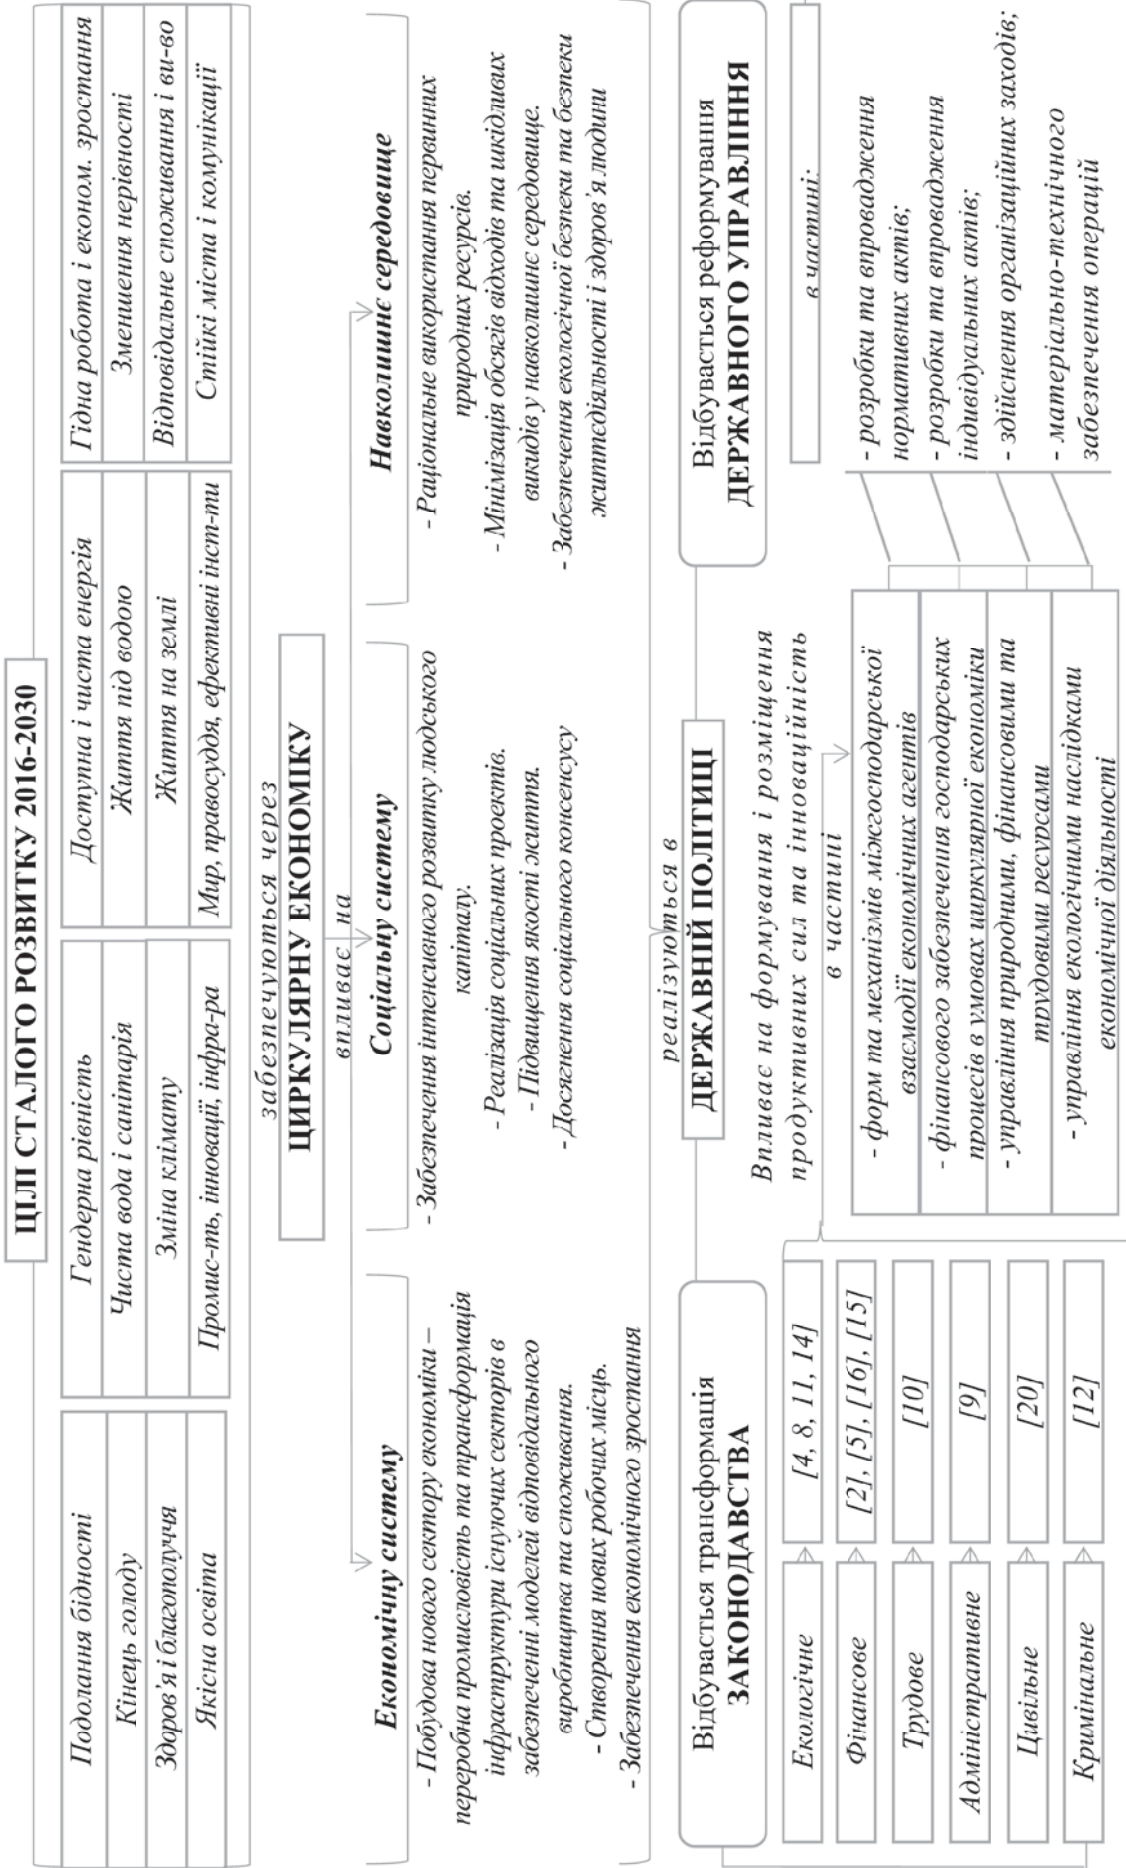 ЦІЛІ СТАЛОГО РОЗВИТКУ 2016-2030
Подолання бідності
Кінець голоду
Здоров'я і благополуччя
Якісна освіта
Гендерна рівність
Чиста вода і санітарія
Зміна клімату
Промис-ть, інновації, інфра-ра
Доступна і чиста енергія
Життя під водою
Життя на землі
Мир, правосуддя, ефективні інст-ти
Гідна робота і економ. зростання
Зменшення нерівності
Відповідальне споживання і ви-во
Стійкі міста і комунікації
забезпечуються через
ЦИРКУЛЯРНУ ЕКОНОМІКУ
впливає на
Економічну систему
- Побудова нового сектору економіки –
переробна промисловість та трансформація
інфраструктури існуючих секторів в
забезпеченні моделей відповідального
виробництва та споживання.
- Створення нових робочих місць.
- Забезпечення економічного зростання
Соціальну систему
- Забезпечення інтенсивного розвитку людського
капіталу.
- Реалізація соціальних проектів.
- Підвищення якості життя.
- Досягнення соціального консенсусу
Навколишнє середовище
- Раціональне використання первинних
природних ресурсів.
- Мінімізація обсягів відходів та шкідливих
викидів у навколишнє середовище.
- Забезпечення екологічної безпеки та безпеки
життєдіяльності і здоров'я людини
реалізуються в
ДЕРЖАВНІЙ ПОЛІТИЦІ
Відбувається трансформація
ЗАКОНОДАВСТВА
Екологічне
[4, 8, 11, 14]
Фінансове
[2], [5], [16], [15]
Трудове
[10]
Адміністративне
[9]
Цивільне
[20]
Кримінальне
[12]
Впливає на формування і розміщення
продуктивних сил та інноваційність
в частині
- форм та механізмів міжгосподарської
взаємодії економічних агентів
- фінансового забезпечення господарських
процесів в умовах циркулярної економіки
- управління природними, фінансовими та
трудовими ресурсами
- управління екологічними наслідками
економічної діяльності
Відбувається реформування
ДЕРЖАВНОГО УПРАВЛІННЯ
в частині:
- розробки та впровадження
нормативних актів;
- розробки та впровадження
індивідуальних актів;
- здійснення організаційних заходів;
- матеріально-технічного
забезпечення операцій